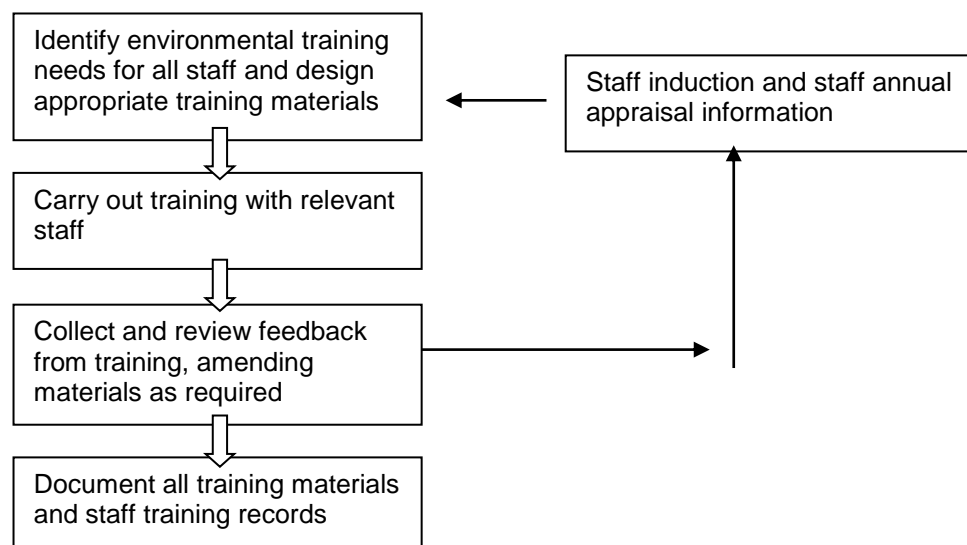 Identify environmental training
needs for all staff and design
appropriate training materials
Staff induction and staff annual
appraisal information
Carry out training with relevant
staff
Collect and review feedback
from training, amending
materials as required
Document all training materials
and staff training records